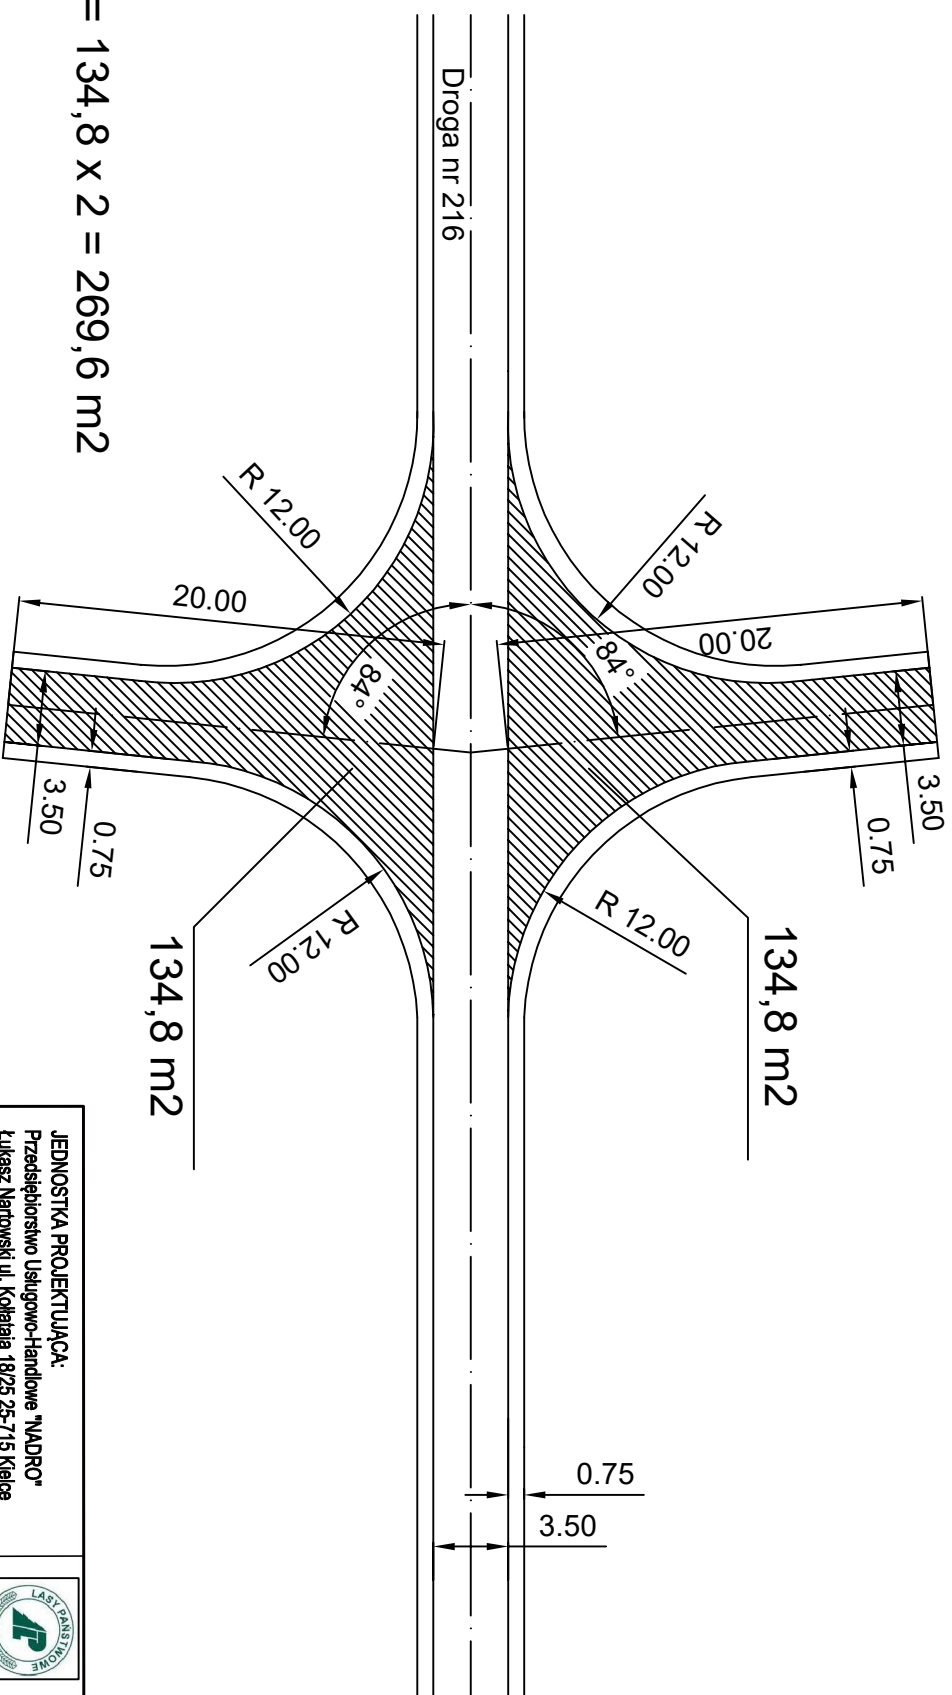 = 134,8 x 2 = 269,6 m2
Droga nr 216
R 12.00
R 12.00
20.00
20.00
84°
84°
3.50
0.75
3.50
0.75
R 12.00
R 12.00
134,8 m2
134,8 m2
0.75
3.50
JEDNOSTKA PROJEKTUJĄCA:
Przedsiębiorstwo Usługowo-Handlowe "NADRO"
Łukasz Nartowski ul. Kołłątaja 18/25 25-715 Kielce
LASY PAŃSTWOWE